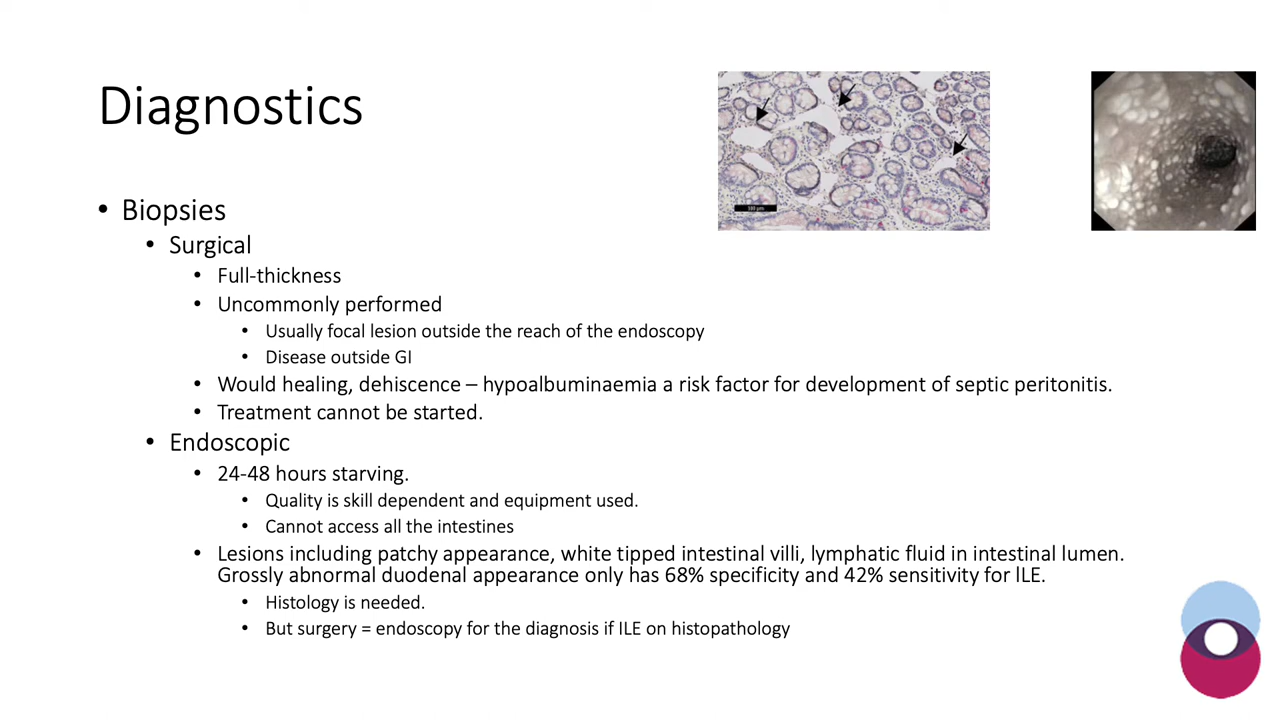 Diagnostics
• Biopsies
• Surgical
• Full-thickness
• Uncommonly performed
• Usually focal lesion outside the reach of the endoscopy
• Disease outside GI
• Would healing, dehiscence – hypoalbuminaemia a risk factor for development of septic peritonitis.
• Treatment cannot be started.
• Endoscopic
• 24-48 hours starving.
• Quality is skill dependent and equipment used.
• Cannot access all the intestines
• Lesions including patchy appearance, white tipped intestinal villi, lymphatic fluid in intestinal lumen.
Grossly abnormal duodenal appearance only has 68% specificity and 42% sensitivity for lLE.
• Histology is needed.
• But surgery = endoscopy for the diagnosis if ILE on histopathology